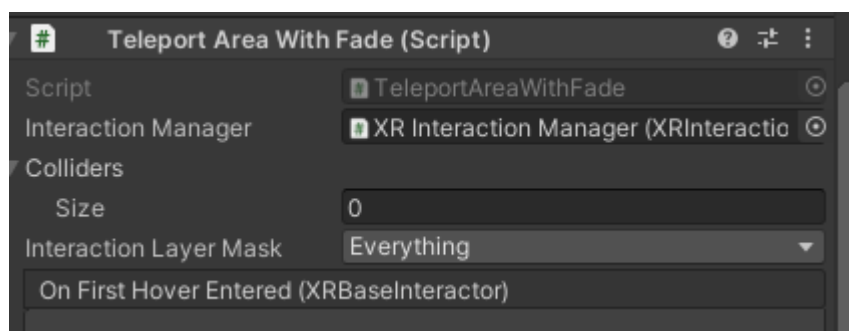 # Teleport Area With Fade (Script)
Script # TeleportAreaWithFade
Interaction Manager # XR Interaction Manager (XRInteractio
Colliders
Size 0
Interaction Layer Mask Everything
On First Hover Entered (XRBaseInteractor)